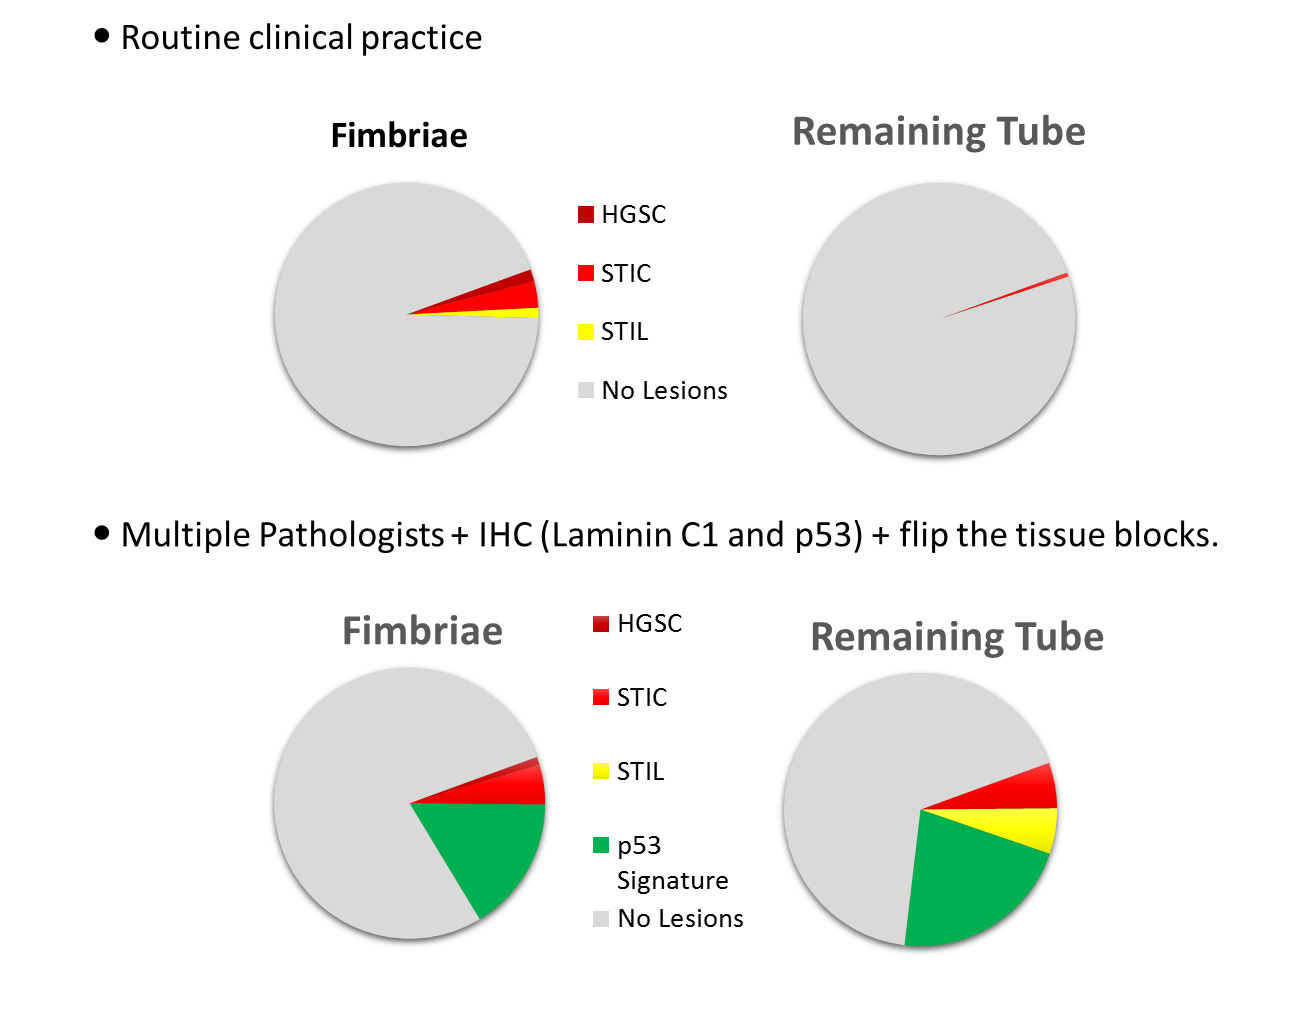 • Routine clinical practice
Fimbriae
Remaining Tube
HGSC
STIC
STIL
No Lesions
• Multiple Pathologists + IHC (Laminin C1 and p53) + flip the tissue blocks.
Fimbriae
Remaining Tube
HGSC
STIC
STIL
p53
Signature
No Lesions